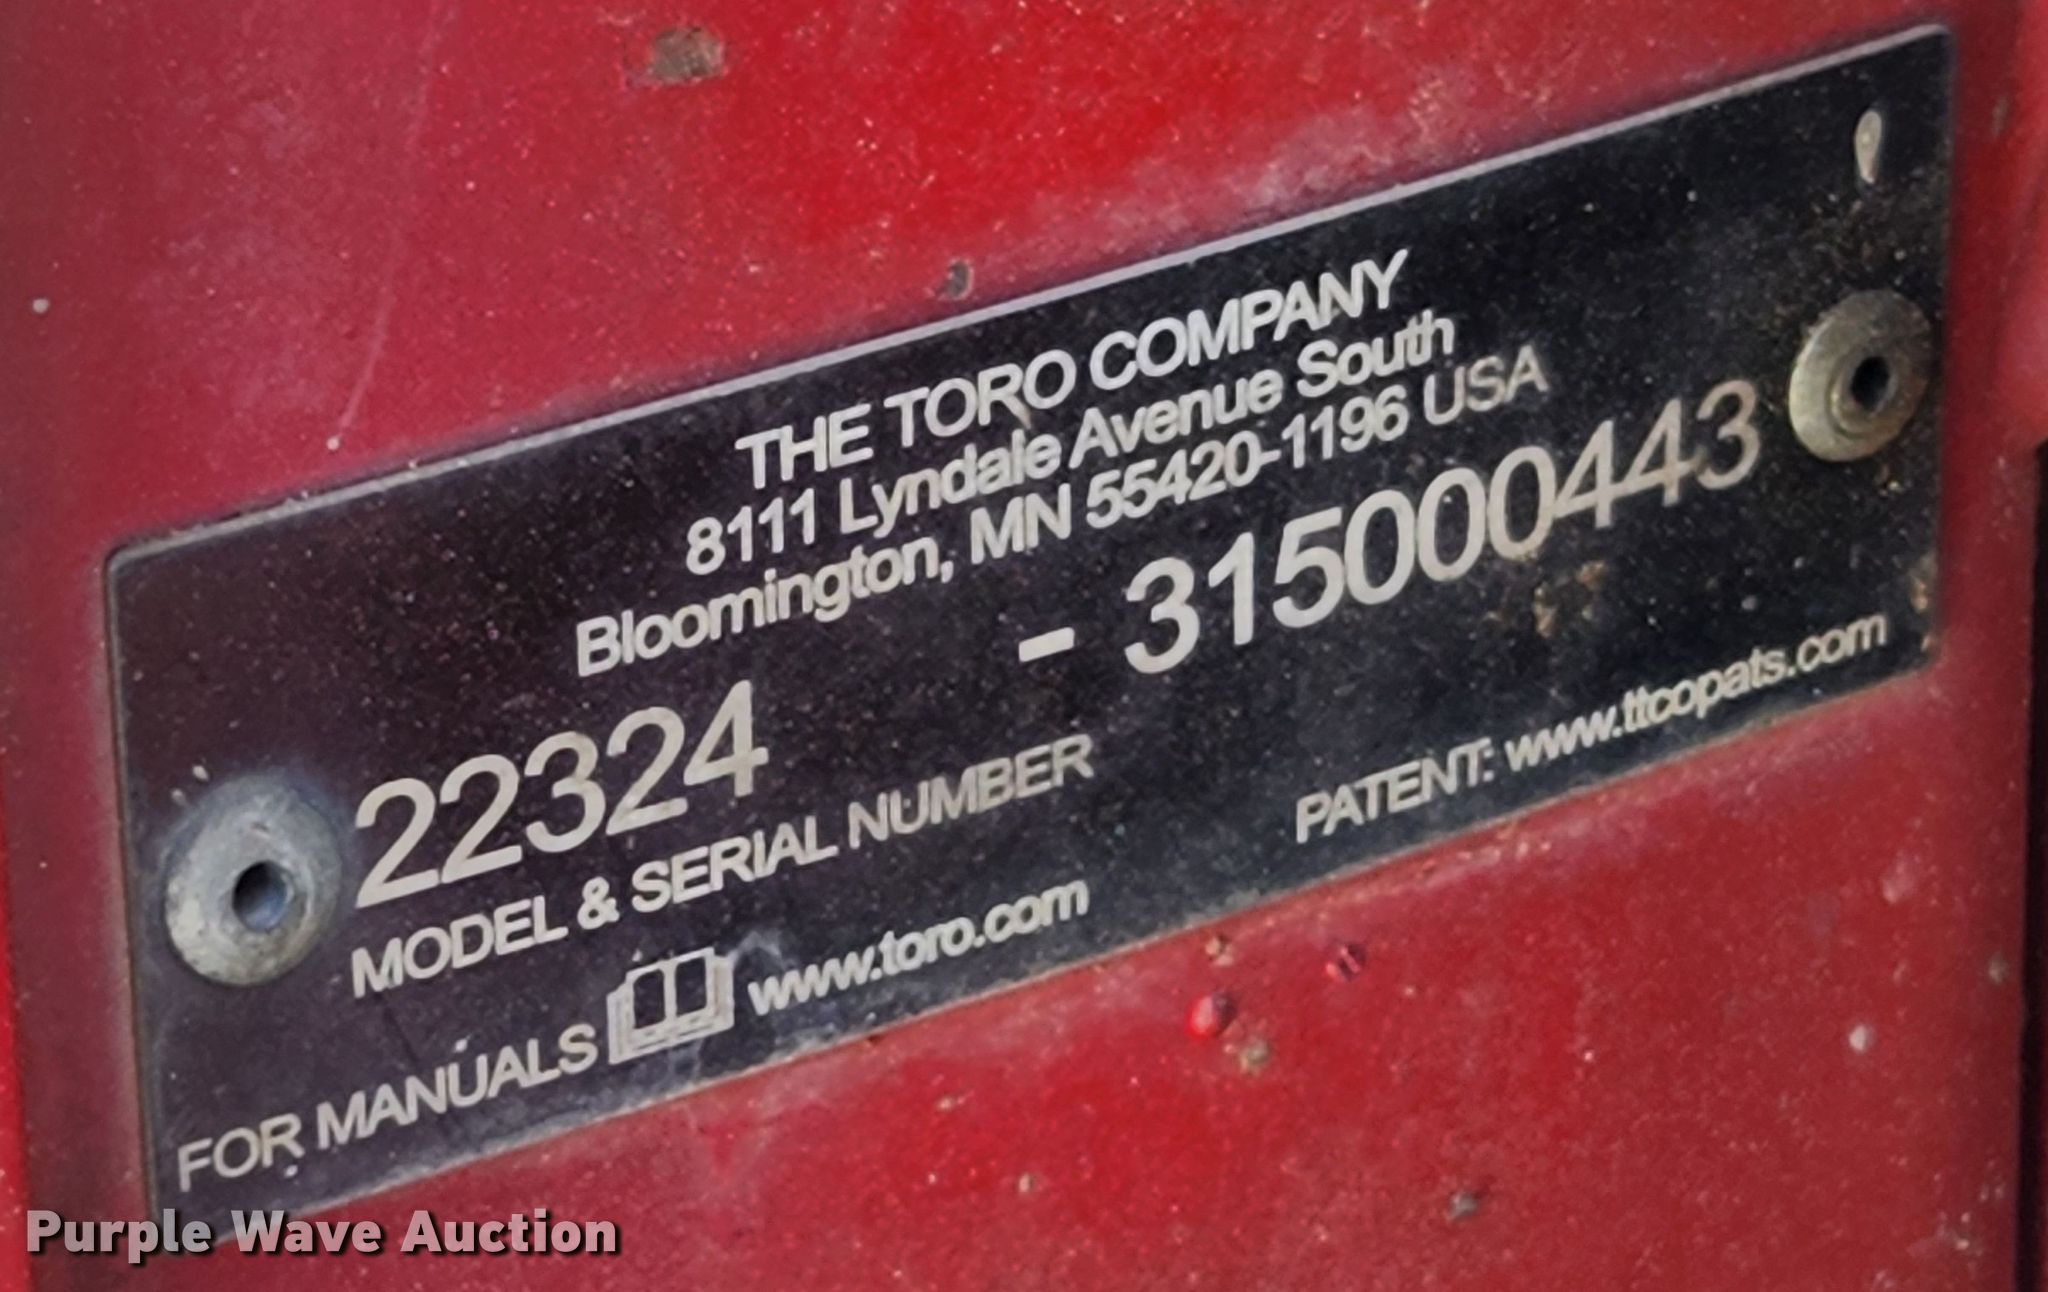 THE TORO COMPANY
8111 Lyndale Avenue South
Bloomington, MN 55420-1196 USA
22324 - 315000443
MODEL & SERIAL NUMBER
PATENT: www.ttcopats.com
FOR MANUALS www.toro.com
Purple Wave Auction